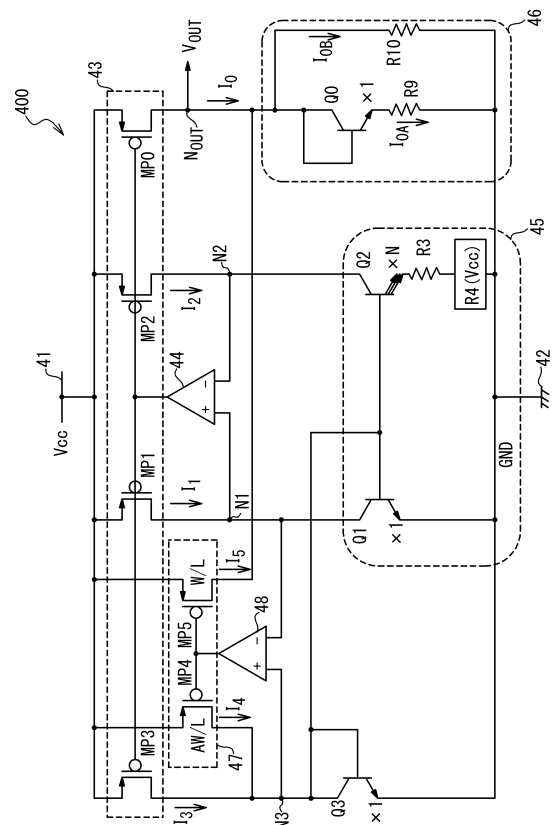 400
41
Vcc
43
MP3
MP1
MP2
MP0
I3
I1
I2
NOUT
VOUT
I0
47
MP4
MP5
AW/L
W/L
I4
I5
44
+
−
N1
N2
48
+
−
N3
Q3
×1
Q1
×1
Q2
×N
R3
R4(Vcc)
45
GND
42
Q0
×1
R9
I0A
I0B
R10
46